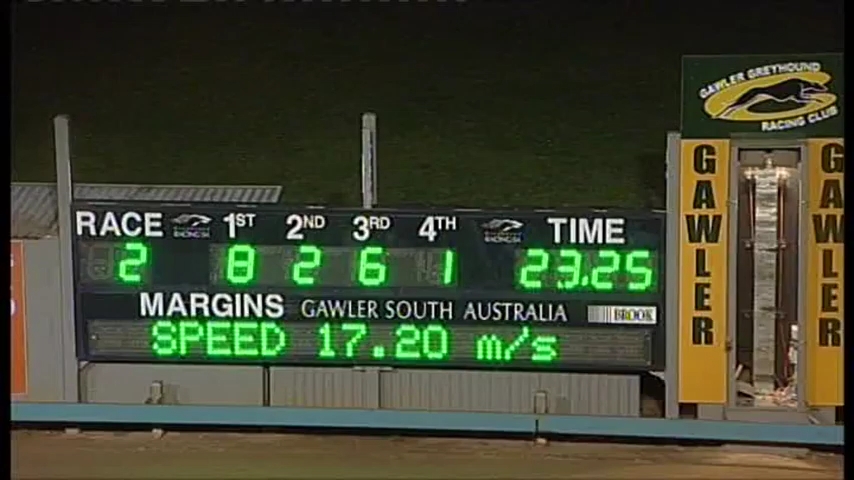 GAWLER GREYHOUND
RACING CLUB
RACE 1ST 2ND 3RD 4TH TIME
2 8 2 6 1 23.25
MARGINS GAWLER SOUTH AUSTRALIA BROOK
SPEED 17.20 m/s
GAWLER
GAWLER